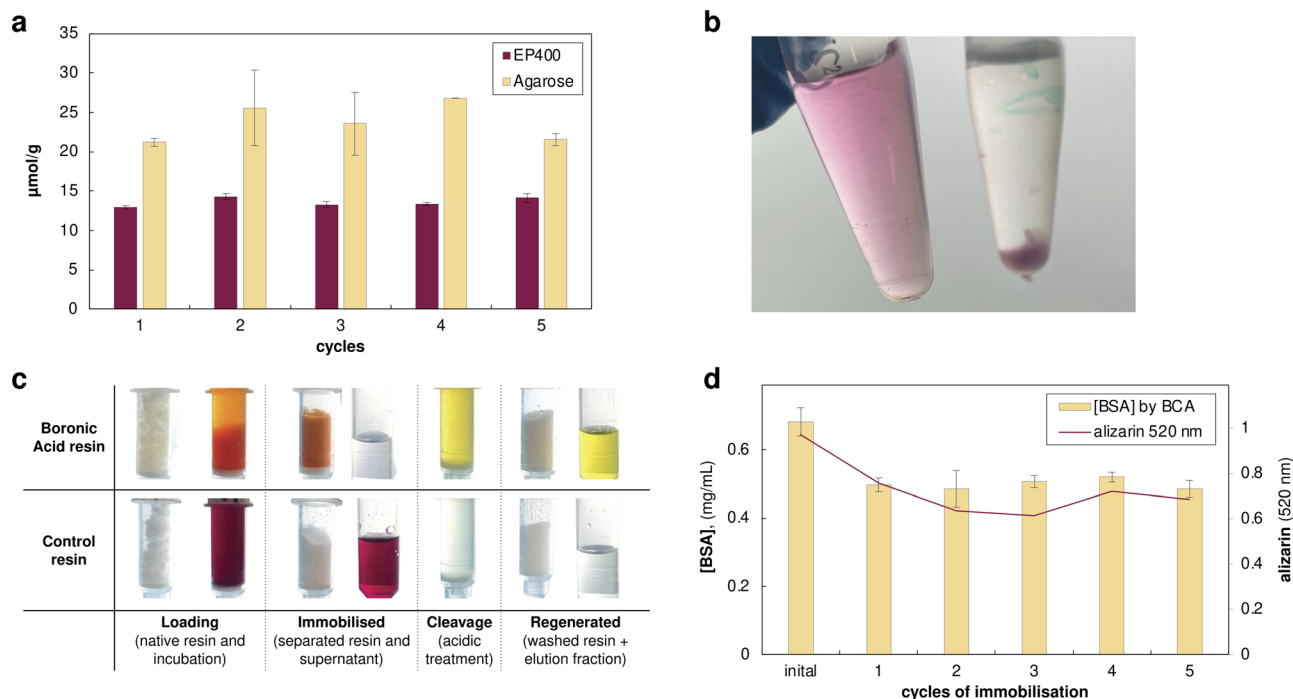 a
35
30
25
20
15
10
5
0
µmol/g
EP400
Agarose
1 2 3 4 5
cycles
b
C2
c
Boronic
Acid resin
Control
resin
Loading
(native resin and
incubation)
Immobilised
(separated resin and
supernatant)
Cleavage
(acidic
treatment)
Regenerated
(washed resin +
elution fraction)
d
[BSA], (mg/mL)
0.6
0.4
0.2
0
[BSA] by BCA
alizarin 520 nm
1
0.8
0.6
0.4
0.2
0
alizarin (520 nm)
inital 1 2 3 4 5
cycles of immobilisation